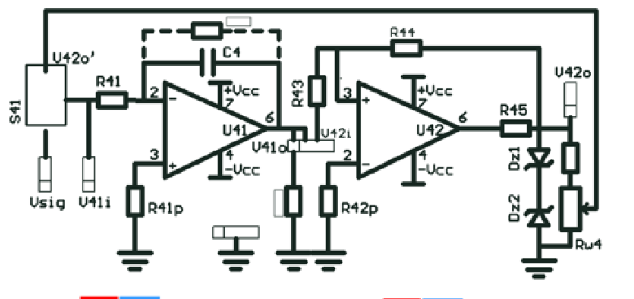 C4
R44
U42o'
R41
+Vcc
+Vcc
U42o
S41
2
7
6
R43
3
7
6
R45
U41
U41o
U42i
U42
3
4
-Vcc
2
4
-Vcc
Dz1
Usig
U41i
R41p
R42p
Dz2
Rw4